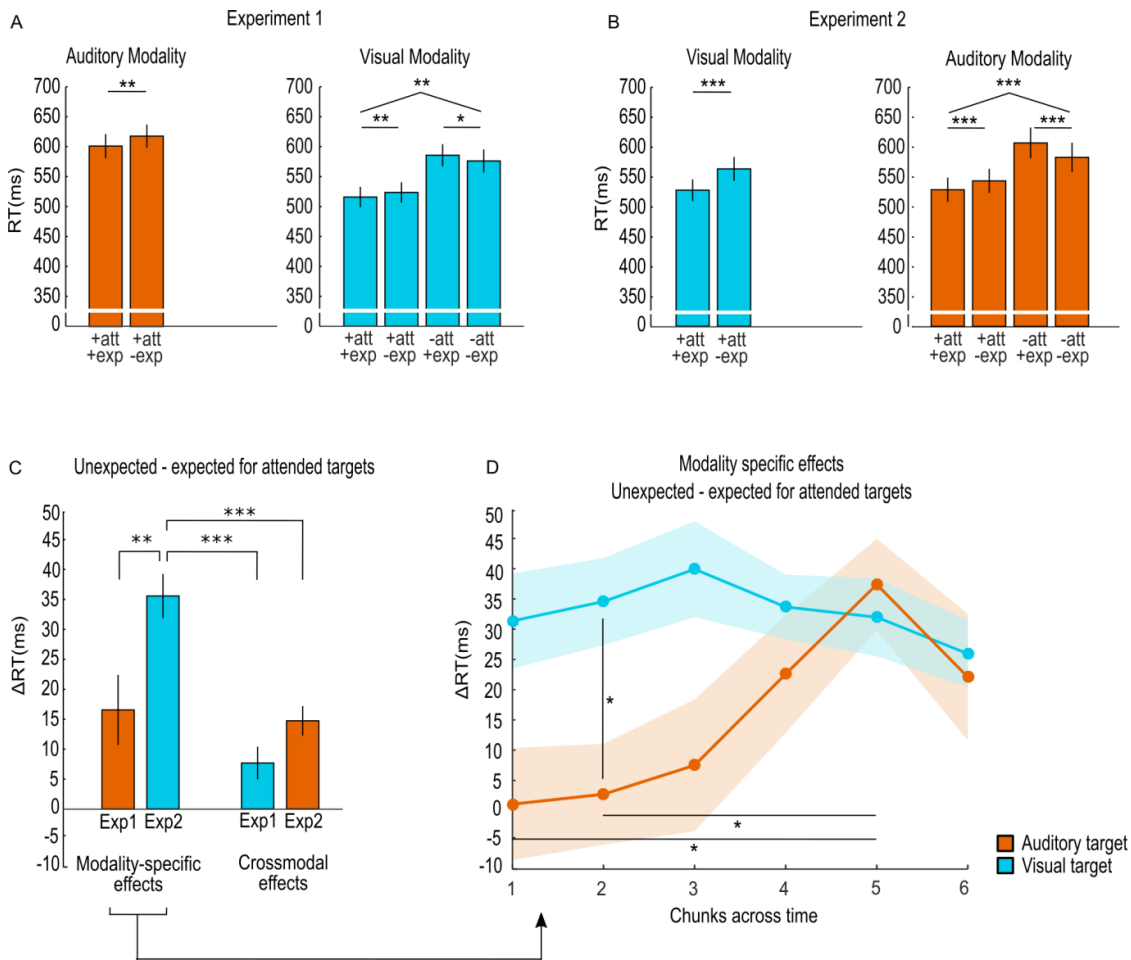 A
Experiment 1
B
Experiment 2
Auditory Modality
Visual Modality
Visual Modality
Auditory Modality
RT(ms)
700
650
600
550
500
450
400
350
0
**
+att +att
+exp -exp
700
650
600
550
500
450
400
350
0
**
**
*
+att +att -att -att
+exp -exp +exp -exp
RT(ms)
700
650
600
550
500
450
400
350
0
***
+att +att
+exp -exp
700
650
600
550
500
450
400
350
0
***
***
***
+att +att -att -att
+exp -exp +exp -exp
C
Unexpected - expected for attended targets
ΔRT(ms)
50
45
40
35
30
25
20
15
10
5
0
-5
-10
***
**
***
Exp1 Exp2
Exp1 Exp2
Modality-specific
effects
Crossmodal
effects
D
Modality specific effects
Unexpected - expected for attended targets
ΔRT(ms)
50
45
40
35
30
25
20
15
10
5
0
-5
-10
*
*
*
1 2 3 4 5 6
Chunks across time
Auditory target
Visual target